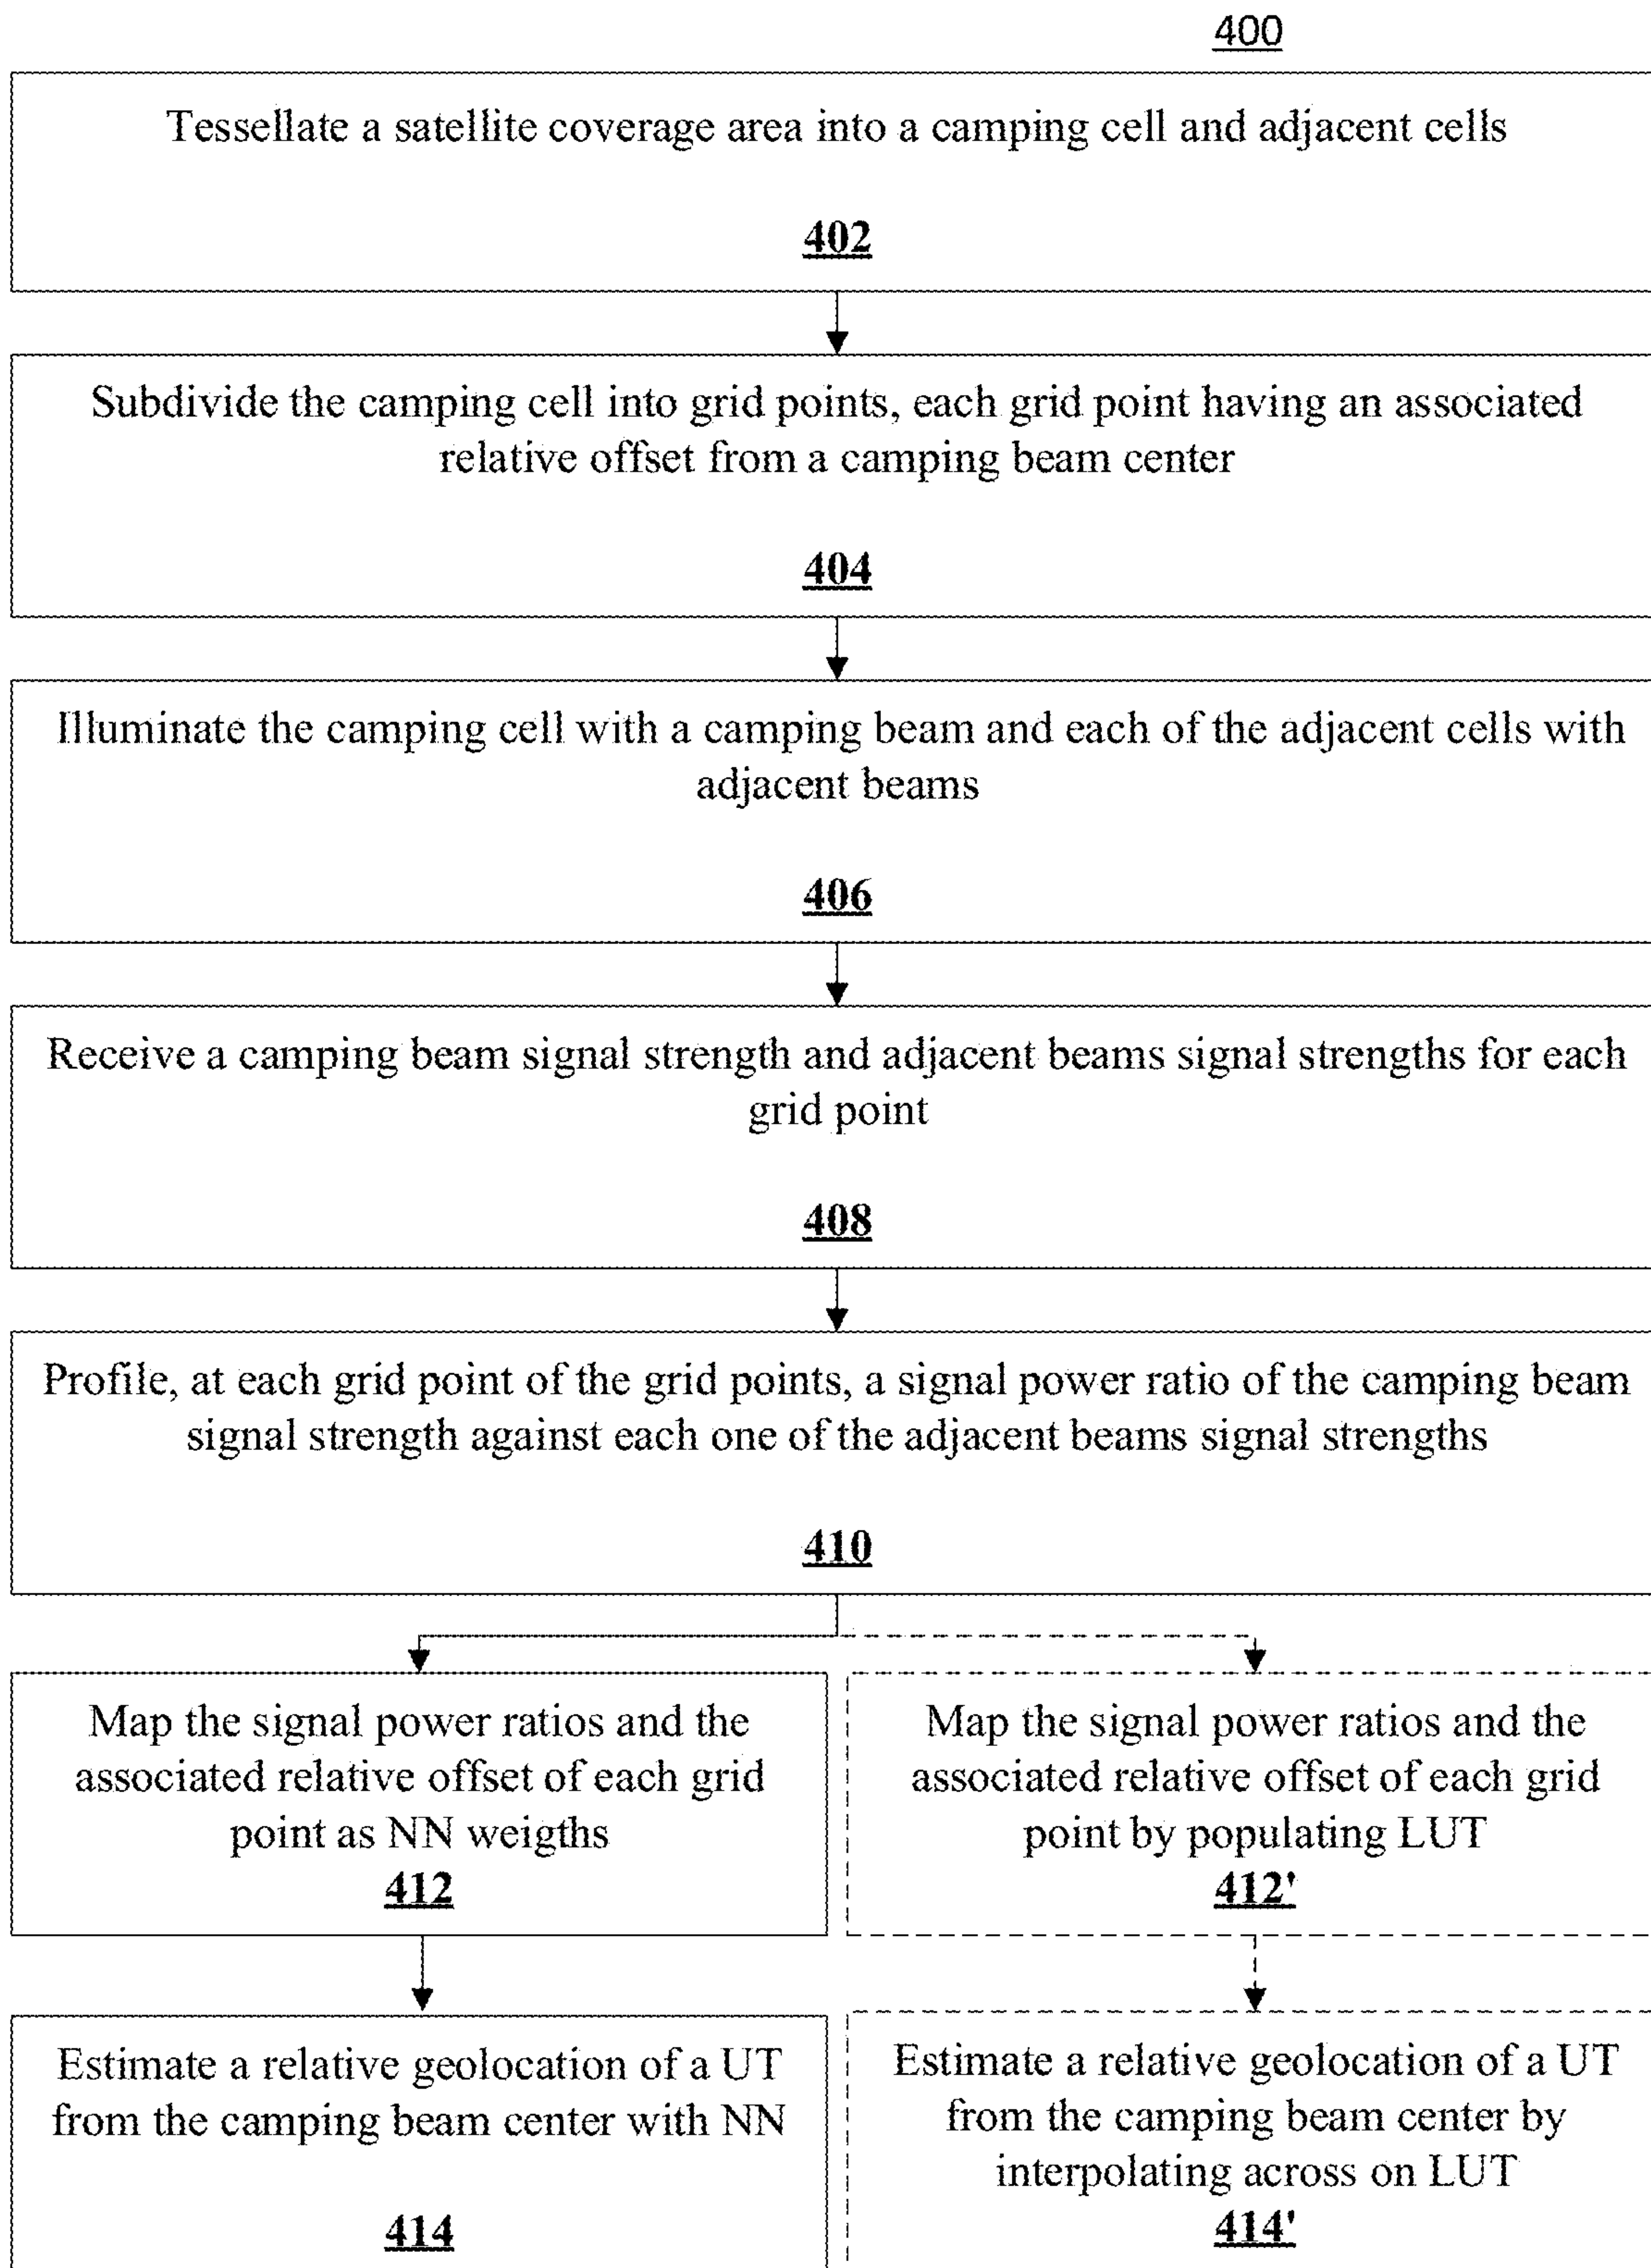 400
Tessellate a satellite coverage area into a camping cell and adjacent cells
402
Subdivide the camping cell into grid points, each grid point having an associated
relative offset from a camping beam center
404
Illuminate the camping cell with a camping beam and each of the adjacent cells with
adjacent beams
406
Receive a camping beam signal strength and adjacent beams signal strengths for each
grid point
408
Profile, at each grid point of the grid points, a signal power ratio of the camping beam
signal strength against each one of the adjacent beams signal strengths
410
Map the signal power ratios and the
associated relative offset of each grid
point as NN weigths
412
Map the signal power ratios and the
associated relative offset of each grid
point by populating LUT
412'
Estimate a relative geolocation of a UT
from the camping beam center with NN
414
Estimate a relative geolocation of a UT
from the camping beam center by
interpolating across on LUT
414'